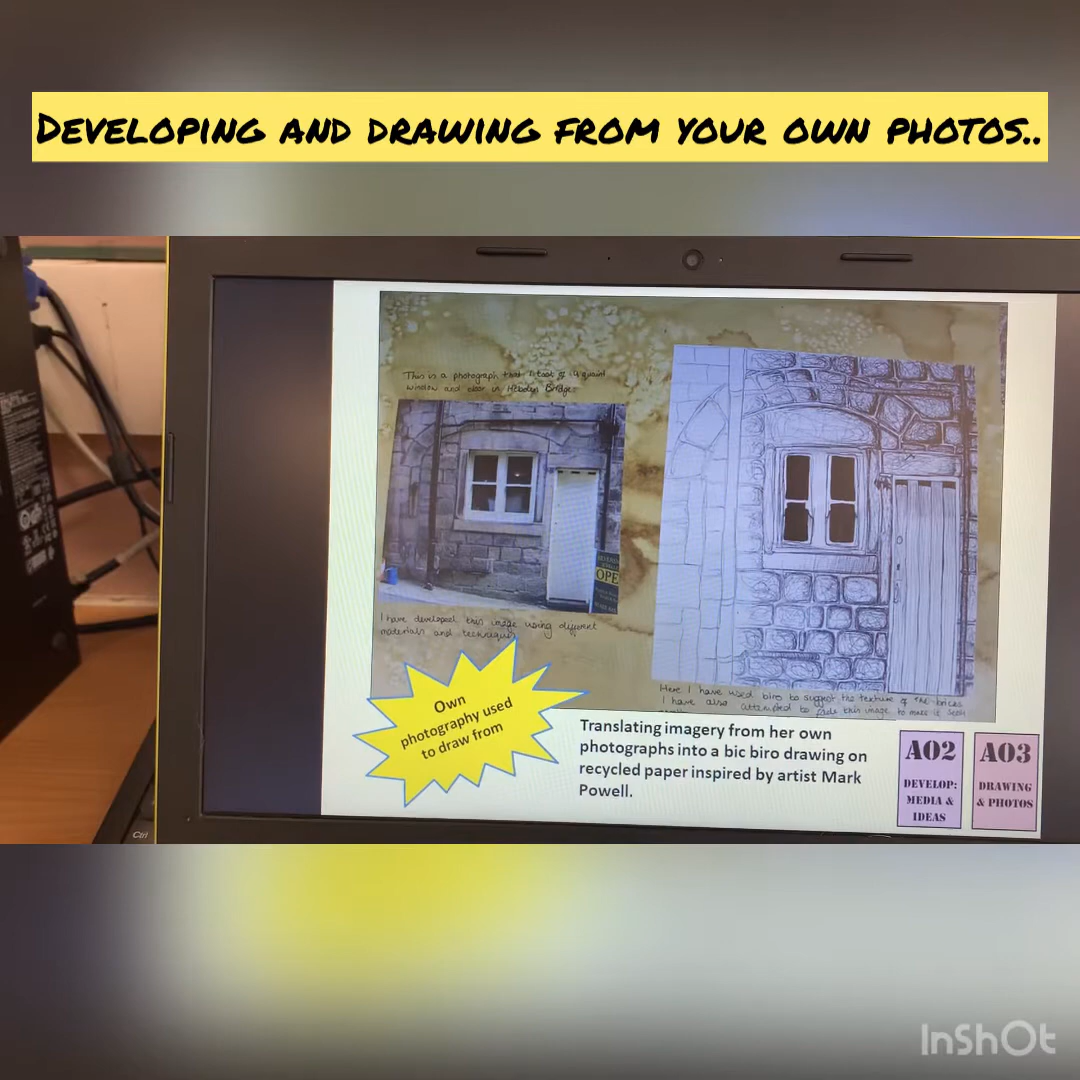 DEVELOPING AND DRAWING FROM YOUR OWN PHOTOS..
This is a photograph that I took of a quaint
window and door in Hebden Bridge.
OPE
I have developed this image using different
materials and techniques
Here I have used biro to suggest the texture of the bricks
I have also attempted to fade this image to make it seem
Own
photography used
to draw from
Translating imagery from her own
photographs into a bic biro drawing on
recycled paper inspired by artist Mark
Powell.
AO2
DEVELOP:
MEDIA &
IDEAS
AO3
DRAWING
& PHOTOS
Ctrl
InShOt